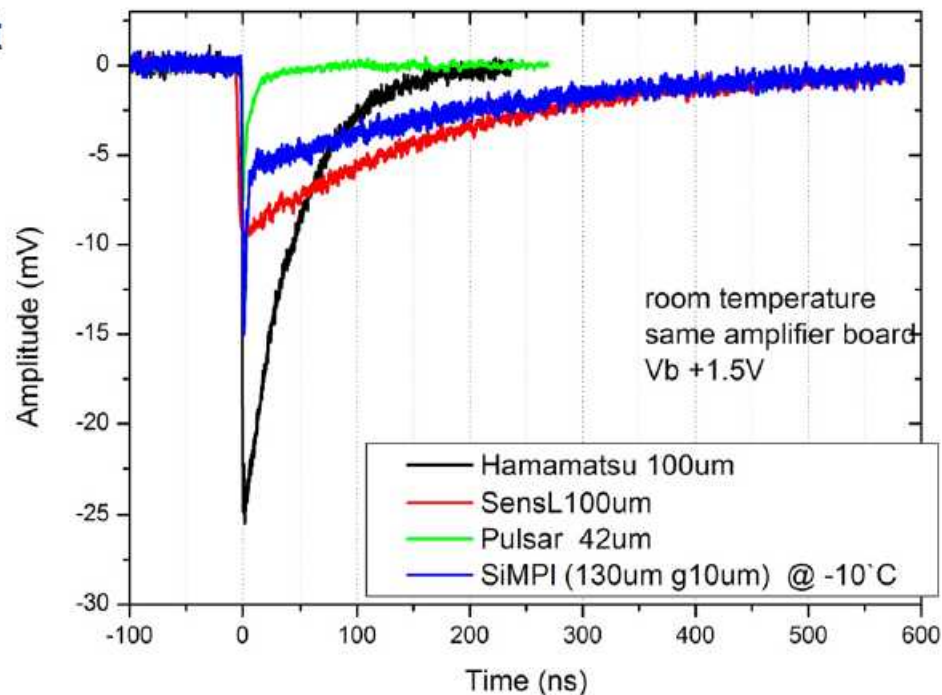 0
-5
-10
-15
-20
-25
-30
Amplitude (mV)
room temperature
same amplifier board
Vb +1.5V
Hamamatsu 100um
SensL100um
Pulsar 42um
SiMPl (130um g10um) @ -10`C
-100 0 100 200 300 400 500 600
Time (ns)